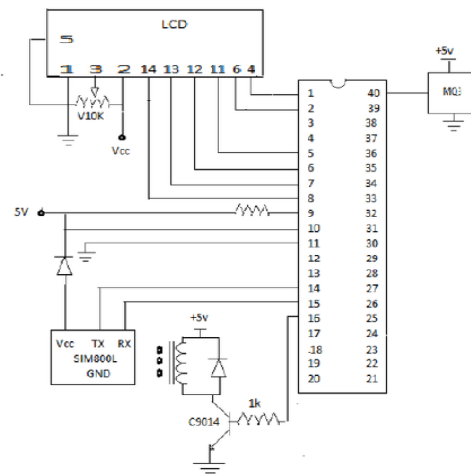 LCD
5
1 3 2 14 13 12 11 6 4
V10K
Vcc
+5v
MQ3
1 40
2 39
3 38
4 37
5 36
6 35
7 34
8 33
9 32
10 31
11 30
12 29
13 28
14 27
15 26
16 25
17 24
18 23
19 22
20 21
5V
Vcc TX RX
SIM800L
GND
+5v
1k
C9014